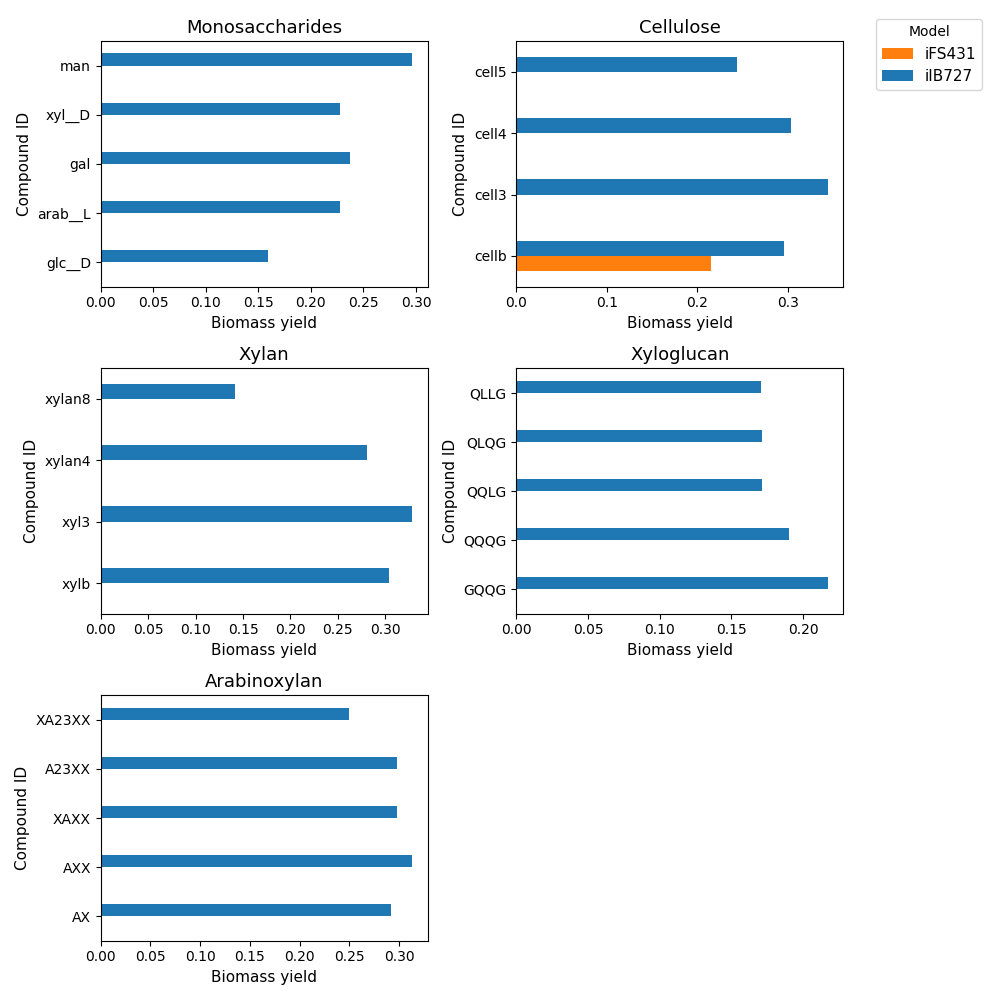 Monosaccharides
man
xyl__D
gal
arab__L
glc__D
Compound ID
0.00 0.05 0.10 0.15 0.20 0.25 0.30
Biomass yield
Cellulose
cell5
cell4
cell3
cellb
Compound ID
0.0 0.1 0.2 0.3
Biomass yield
Model
iFS431
iIB727
Xylan
xylan8
xylan4
xyl3
xylb
Compound ID
0.00 0.05 0.10 0.15 0.20 0.25 0.30
Biomass yield
Xyloglucan
QLLG
QLQG
QQLG
QQQG
GQQG
Compound ID
0.00 0.05 0.10 0.15 0.20
Biomass yield
Arabinoxylan
XA23XX
A23XX
XAXX
AXX
AX
Compound ID
0.00 0.05 0.10 0.15 0.20 0.25 0.30
Biomass yield